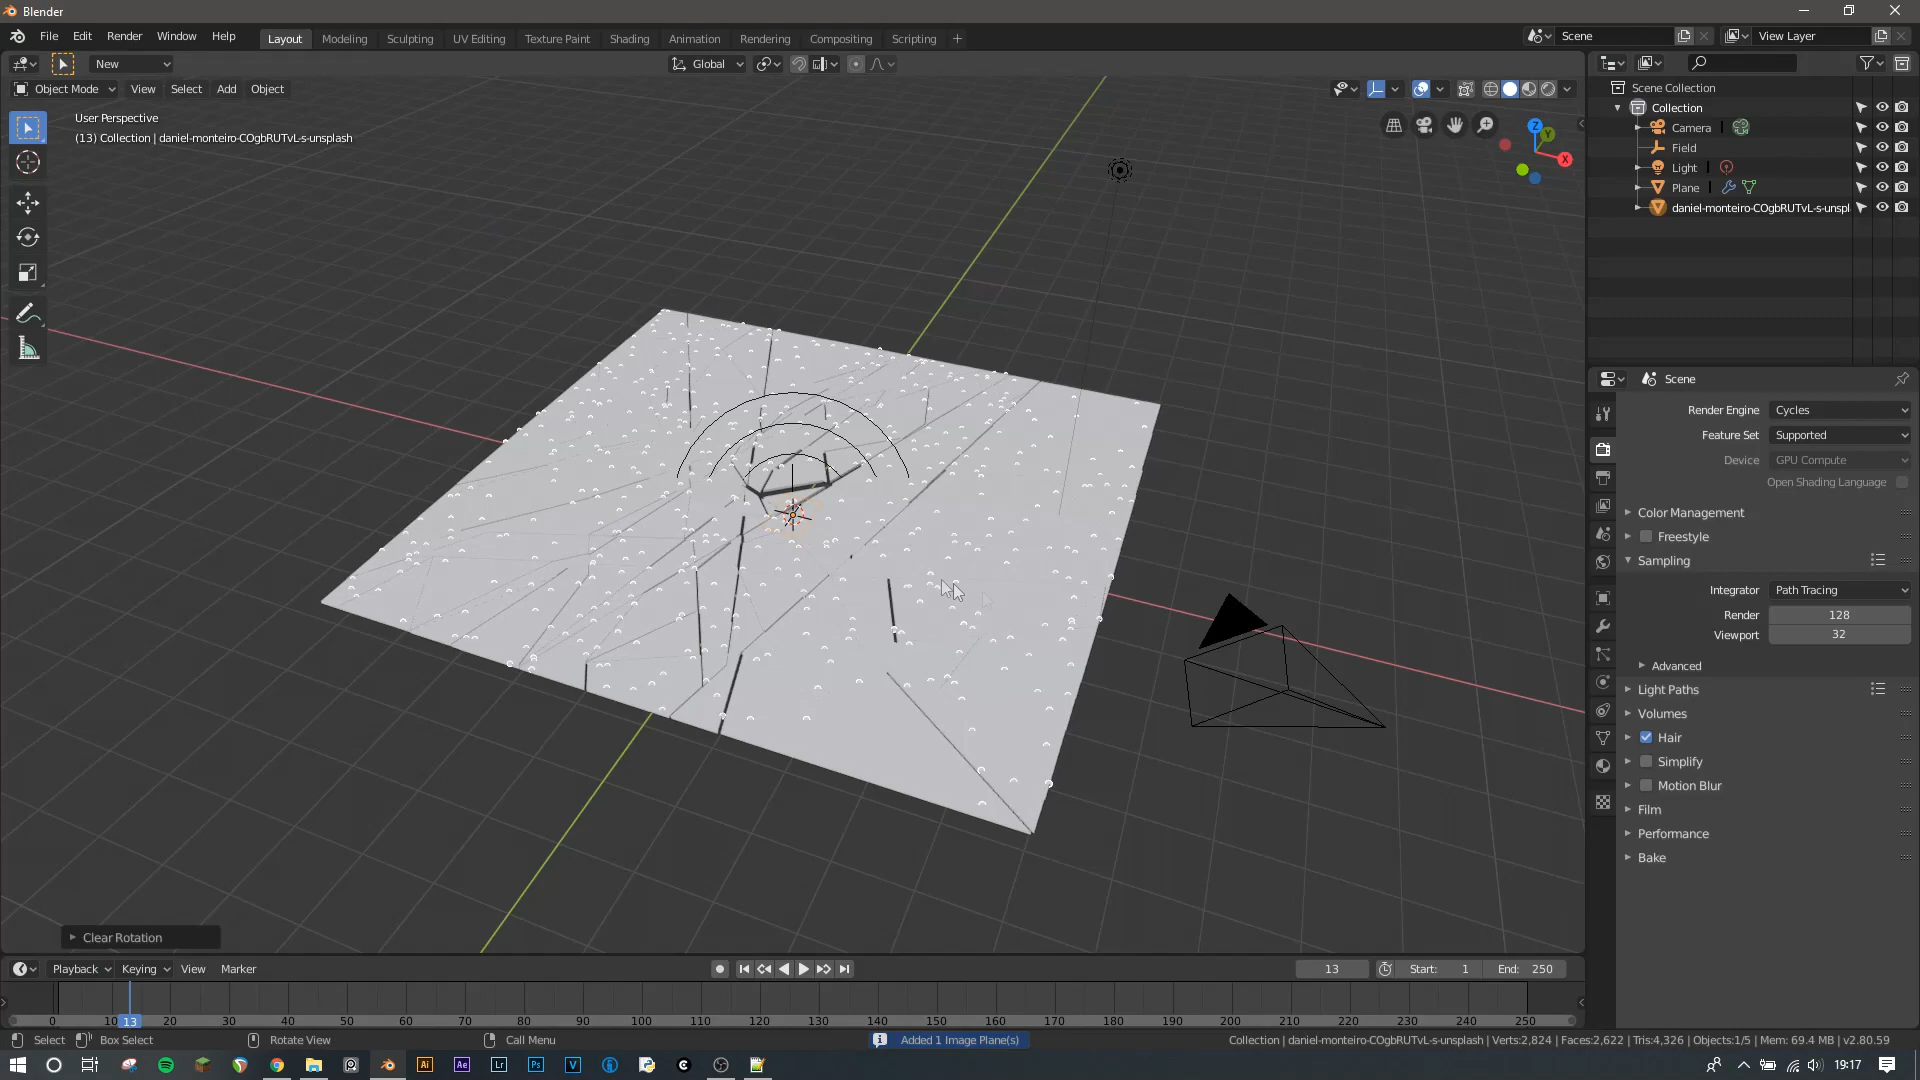 Blender
File Edit Render Window Help
Layout Modeling Sculpting UV Editing Texture Paint Shading Animation Rendering Compositing Scripting +
Scene
View Layer
New
Global
Object Mode View Select Add Object
User Perspective
(13) Collection | daniel-monteiro-COgbRUTvL-s-unsplash
Z
Y
X
Scene Collection
Collection
Camera
Field
Light
Plane
daniel-monteiro-COgbRUTvL-s-unspl
Scene
Render Engine Cycles
Feature Set Supported
Device GPU Compute
Open Shading Language
Color Management
Freestyle
Sampling
Integrator Path Tracing
Render 128
Viewport 32
Advanced
Light Paths
Volumes
Hair
Simplify
Motion Blur
Film
Performance
Bake
Clear Rotation
Playback Keying View Marker
13 Start: 1 End: 250
0 10 13 20 30 40 50 60 70 80 90 100 110 120 130 140 150 160 170 180 190 200 210 220 230 240 250
Select Box Select Rotate View Call Menu
Added 1 Image Plane(s)
Collection | daniel-monteiro-COgbRUTvL-s-unsplash | Verts:2,824 | Faces:2,622 | Tris:4,326 | Objects:1/5 | Mem: 69.4 MB | v2.80.59
Ai Ae Lr Ps V
19:17